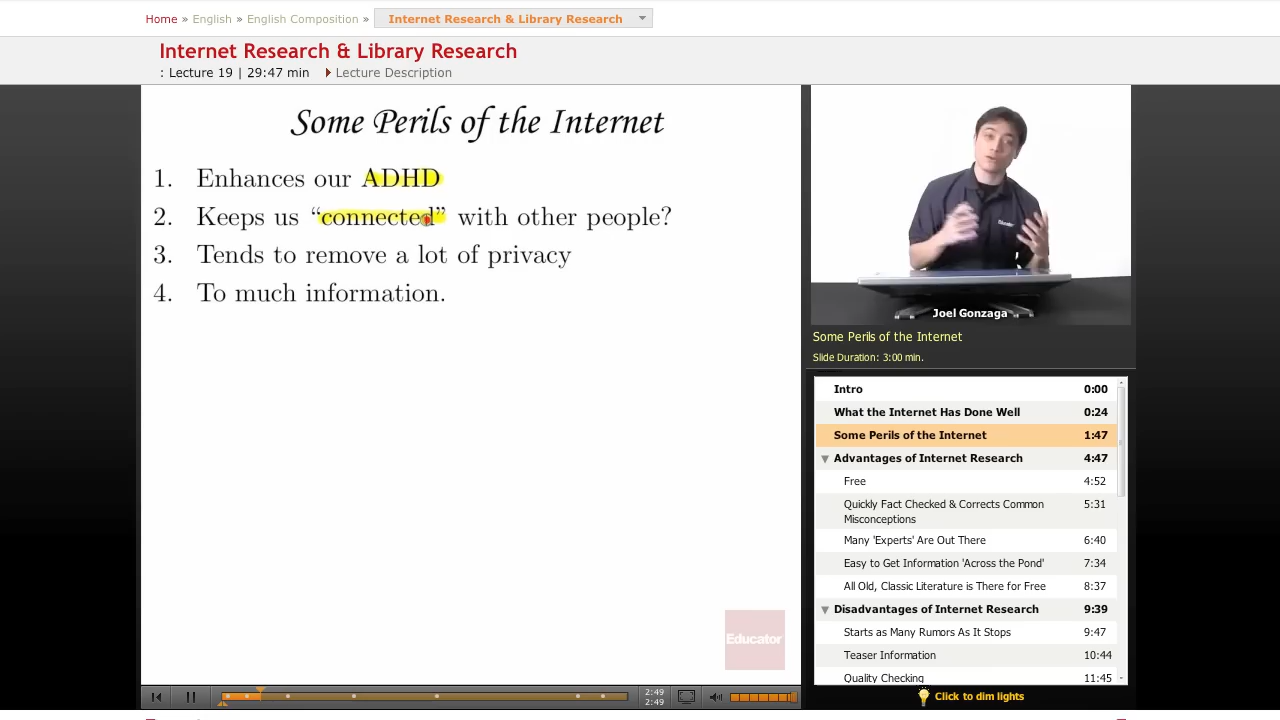 Home » English » English Composition » Internet Research & Library Research
Internet Research & Library Research
: Lecture 19 | 29:47 min Lecture Description
Some Perils of the Internet
1. Enhances our ADHD
2. Keeps us “connected” with other people?
3. Tends to remove a lot of privacy
4. To much information.
Educator
Joel Gonzaga
Some Perils of the Internet
Slide Duration: 3:00 min.
Intro 0:00
What the Internet Has Done Well 0:24
Some Perils of the Internet 1:47
Advantages of Internet Research 4:47
Free 4:52
Quickly Fact Checked & Corrects Common
Misconceptions 5:31
Many 'Experts' Are Out There 6:40
Easy to Get Information 'Across the Pond' 7:34
All Old, Classic Literature is There for Free 8:37
Disadvantages of Internet Research 9:39
Starts as Many Rumors As It Stops 9:47
Teaser Information 10:44
Quality Checking 11:45
2:49
2:49
Click to dim lights